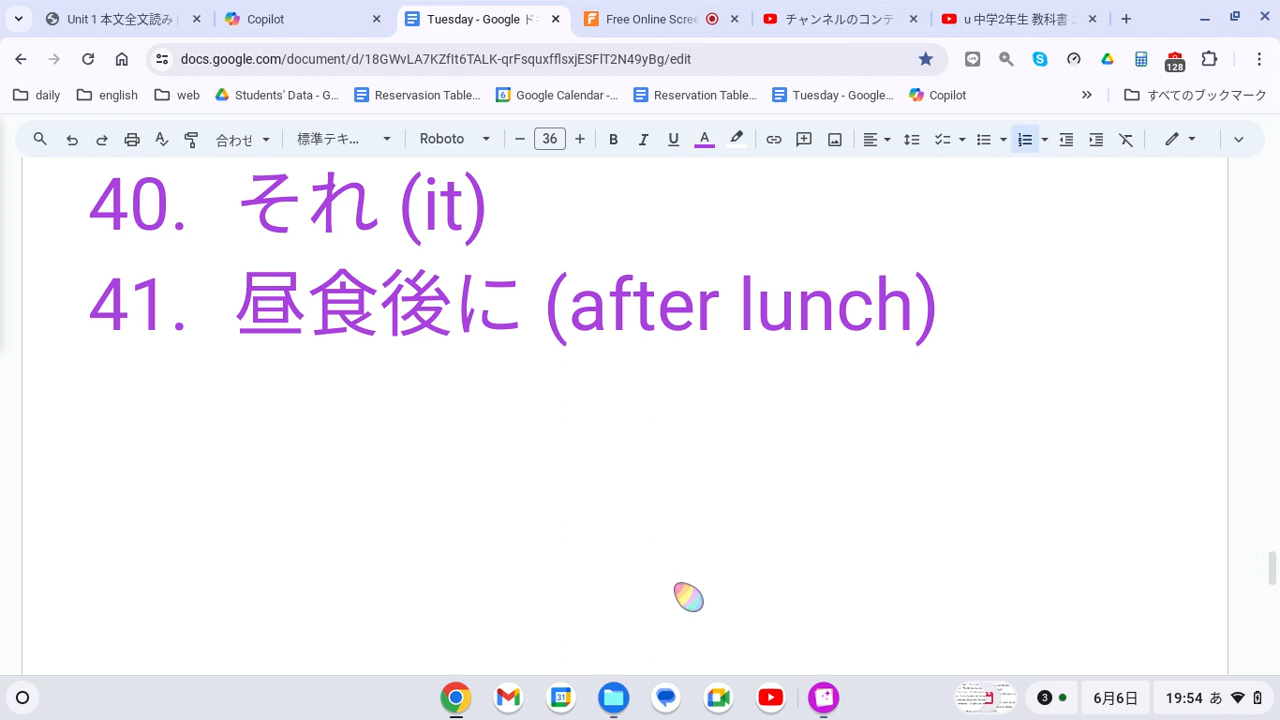 Unit 1 本文全文読み
Copilot
Tuesday - Google ド
Free Online Scree
チャンネルのコンテ
u 中学2年生 教科書
docs.google.com/document/d/18GWvLA7KZfIt6TALK-qrFsquxfflsxjESFlT2N49yBg/edit
128
daily
english
web
Students' Data - G...
Reservasion Table...
Google Calendar -...
Reservation Table...
Tuesday - Google...
Copilot
すべてのブックマーク
合わせ
標準テキ...
Roboto
36
B I U A
40. それ (it)
41. 昼食後に (after lunch)
31
3
6月6日
19:54 あ